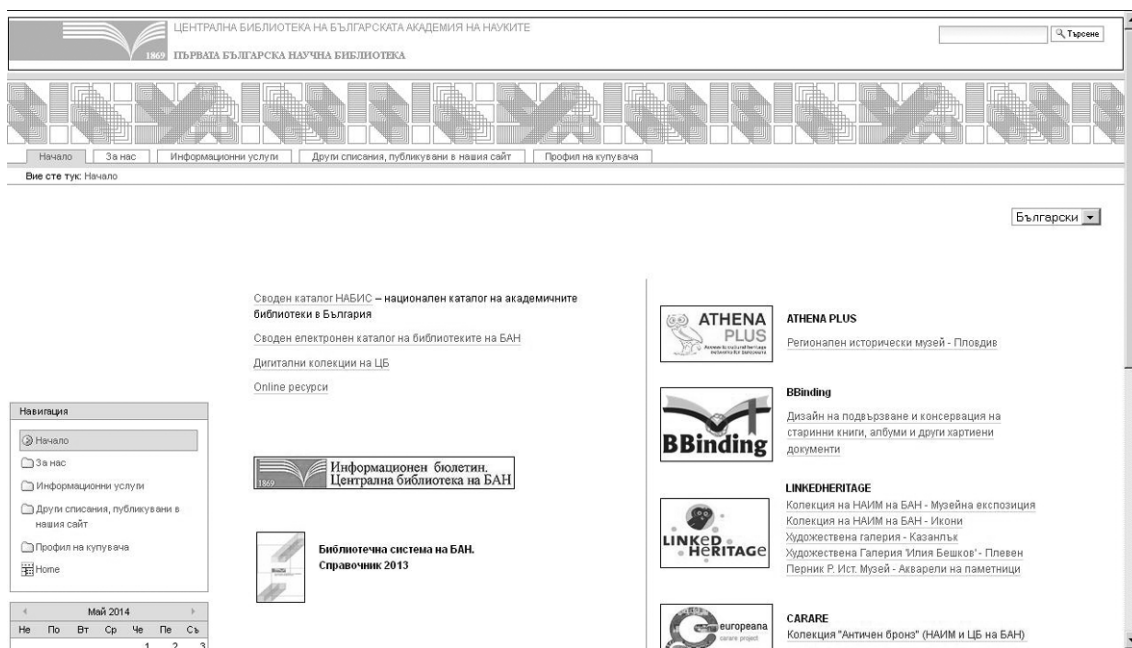 ЦЕНТРАЛНА БИБЛИОТЕКА НА БЪЛГАРСКАТА АКАДЕМИЯ НА НАУКИТЕ
1869 ПЪРВАТА БЪЛГАРСКА НАУЧНА БИБЛИОТЕКА
Търсене
Начало За нас Информационни услуги Други списания, публикувани в нашия сайт Профил на купувача
Вие сте тук: Начало
Български
Сводeн каталог НАБИС – национален каталог на академичните
библиотеки в България
Своден електронен каталог на библиотеките на БАН
Дигитални колекции на ЦБ
Online ресурси
Навигация
Начало
За нас
Информационни услуги
Други списания, публикувани в
нашия сайт
Профил на купувача
Home
Май 2014
Не По Вт Ср Че Пе Съ
1 2 3
1869 Информационен бюлетин.
Централна библиотека на БАН
Библиотечна система на БАН.
Справочник 2013
ATHENA
PLUS
ATHENA PLUS
Регионален исторически музей - Пловдив
BBinding
BBinding
Дизайн на подвързване и консервация на
старинни книги, албуми и други хартиени
документи
LINKED
HERITAGE
LINKEDHERITAGE
Колекция на НАИМ на БАН - Музейна експозиция
Колекция на НАИМ на БАН - Икони
Художествена галерия - Казанлък
Художествена Галерия 'Илия Бешков' - Плевен
Перник Р. Ист. Музей - Акварели на паметници
europeana
carare project
CARARE
Колекция "Античен бронз" (НАИМ и ЦБ на БАН)